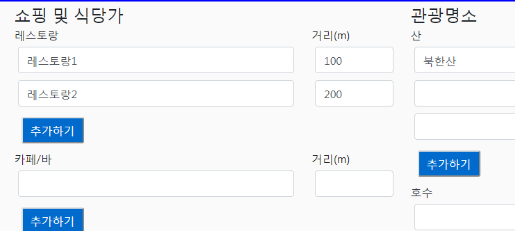 쇼핑 및 식당가
레스토랑 거리(m)
레스토랑1 100
레스토랑2 200
추가하기
카페/바 거리(m)
추가하기
관광명소
산
북한산
추가하기
호수